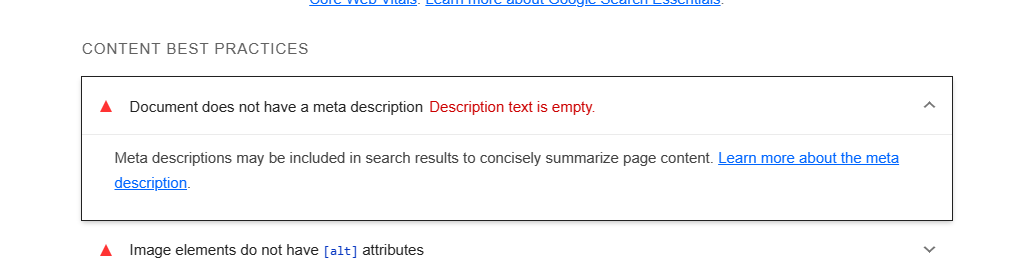 Core Web Vitals. Learn more about Google Search Essentials.
CONTENT BEST PRACTICES
Document does not have a meta description Description text is empty.
Meta descriptions may be included in search results to concisely summarize page content. Learn more about the meta
description.
Image elements do not have [alt] attributes